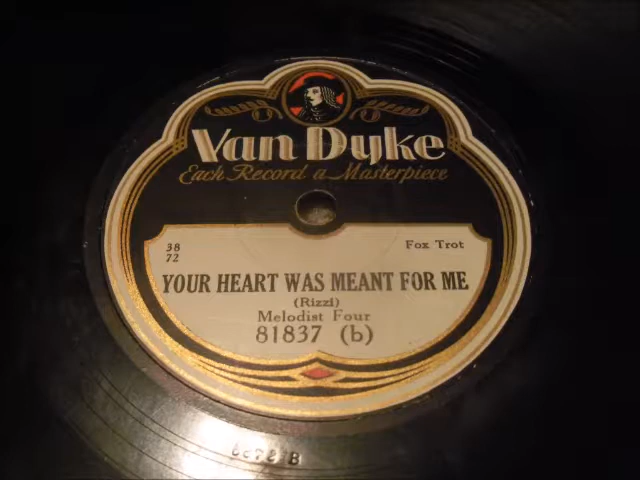 Van Dyke
Each Record a Masterpiece
38
72
Fox Trot
YOUR HEART WAS MEANT FOR ME
(Rizzi)
Melodist Four
81837 (b)